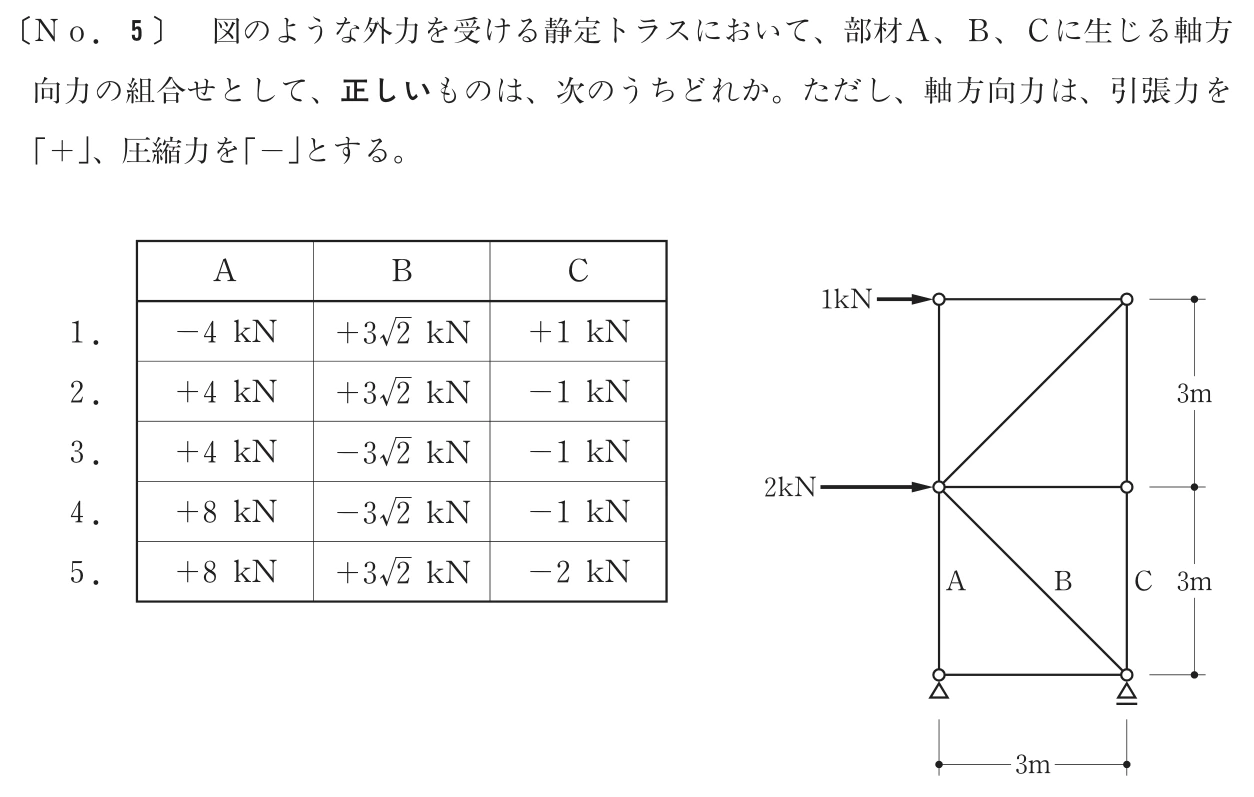 〔Ｎｏ．５〕　図のような外力を受ける静定トラスにおいて、部材Ａ、Ｂ、Ｃに生じる軸方
向力の組合せとして、正しいものは、次のうちどれか。ただし、軸方向力は、引張力を
「＋」、圧縮力を「－」とする。
A B C
1． －4 kN ＋3√2 kN ＋1 kN
2． ＋4 kN ＋3√2 kN －1 kN
3． ＋4 kN －3√2 kN －1 kN
4． ＋8 kN －3√2 kN －1 kN
5． ＋8 kN ＋3√2 kN －2 kN
1kN
3m
2kN
A B C 3m
3m